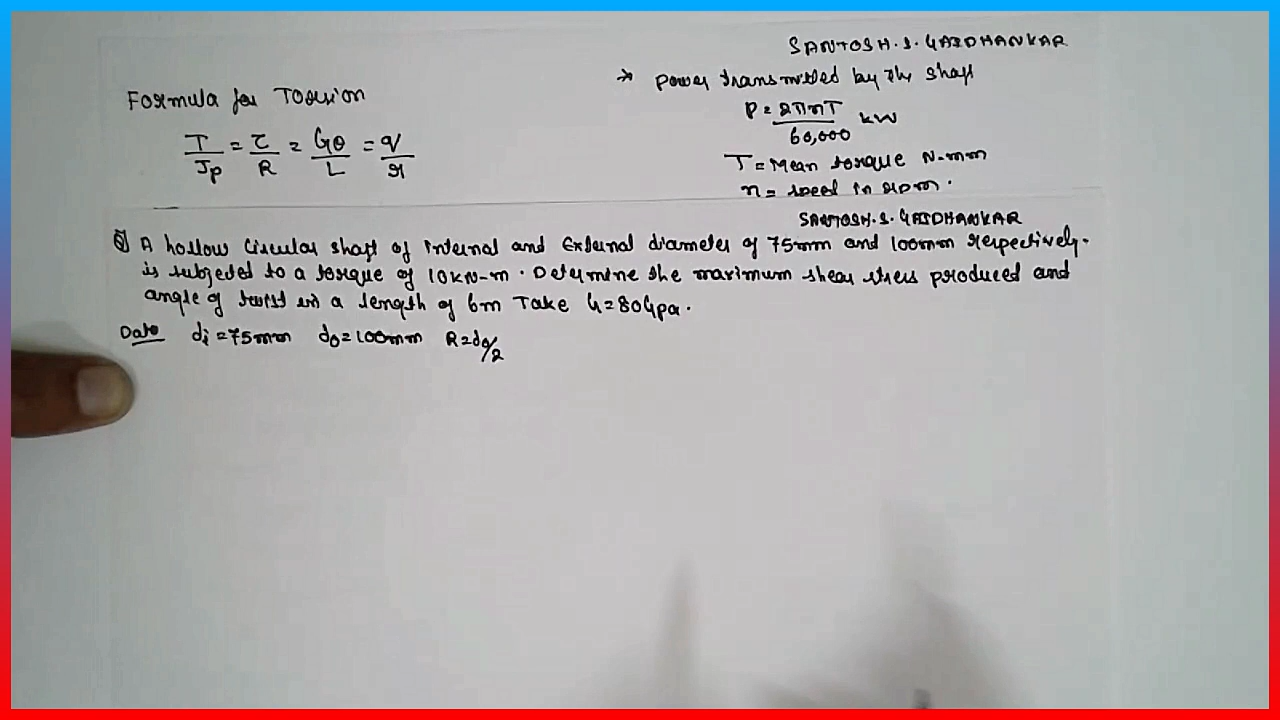 SANTOSH.S.GAIDHANKAR
Formula for Torsion
T/Jp = τ/R = Gθ/L = q/r
→ Power transmitted by the shaft
P = 2πnT/60,000 kW
T = Mean torque N-mm
n = speed in rpm.
SANTOSH.S.GAIDHANKAR
Q) A hollow Circular shaft of internal and External diameter of 75mm and 100mm respectively.
is subjected to a torque of 10KN-m. Determine the maximum shear stress produced and
angle of twist in a length of 6m Take G=80Gpa.
Data di=75mm do=100mm R=do/2